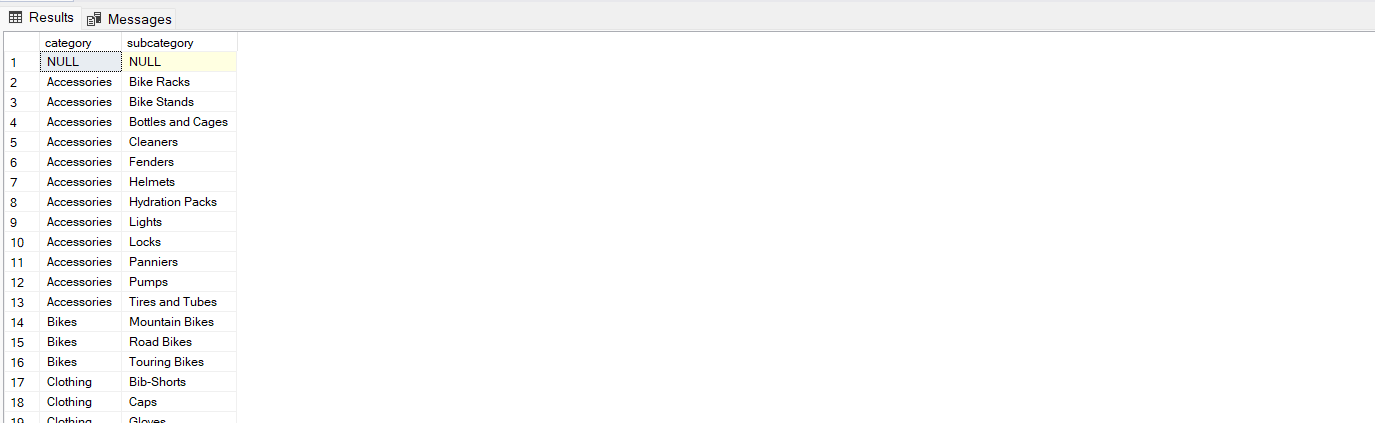 Results Messages
category subcategory
1 NULL NULL
2 Accessories Bike Racks
3 Accessories Bike Stands
4 Accessories Bottles and Cages
5 Accessories Cleaners
6 Accessories Fenders
7 Accessories Helmets
8 Accessories Hydration Packs
9 Accessories Lights
10 Accessories Locks
11 Accessories Panniers
12 Accessories Pumps
13 Accessories Tires and Tubes
14 Bikes Mountain Bikes
15 Bikes Road Bikes
16 Bikes Touring Bikes
17 Clothing Bib-Shorts
18 Clothing Caps
19 Clothing Gloves